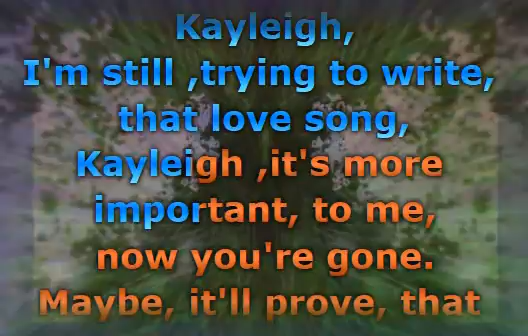 Kayleigh,
I'm still ,trying to write,
that love song,
Kayleigh ,it's more
important, to me,
now you're gone.
Maybe, it'll prove, that